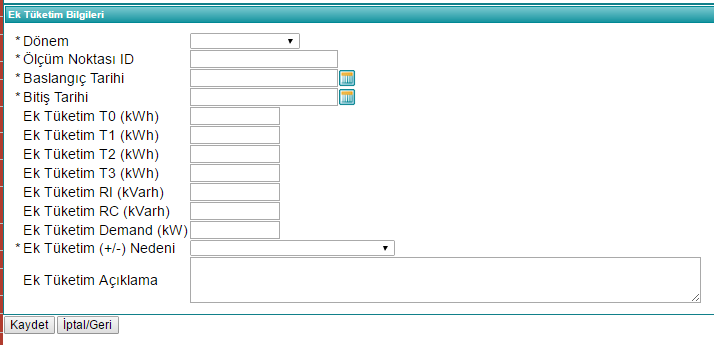 Ek Tüketim Bilgileri
* Dönem
* Ölçüm Noktası ID
* Baslangıç Tarihi
* Bitiş Tarihi
Ek Tüketim T0 (kWh)
Ek Tüketim T1 (kWh)
Ek Tüketim T2 (kWh)
Ek Tüketim T3 (kWh)
Ek Tüketim RI (kVarh)
Ek Tüketim RC (kVarh)
Ek Tüketim Demand (kW)
* Ek Tüketim (+/-) Nedeni
Ek Tüketim Açıklama
Kaydet İptal/Geri